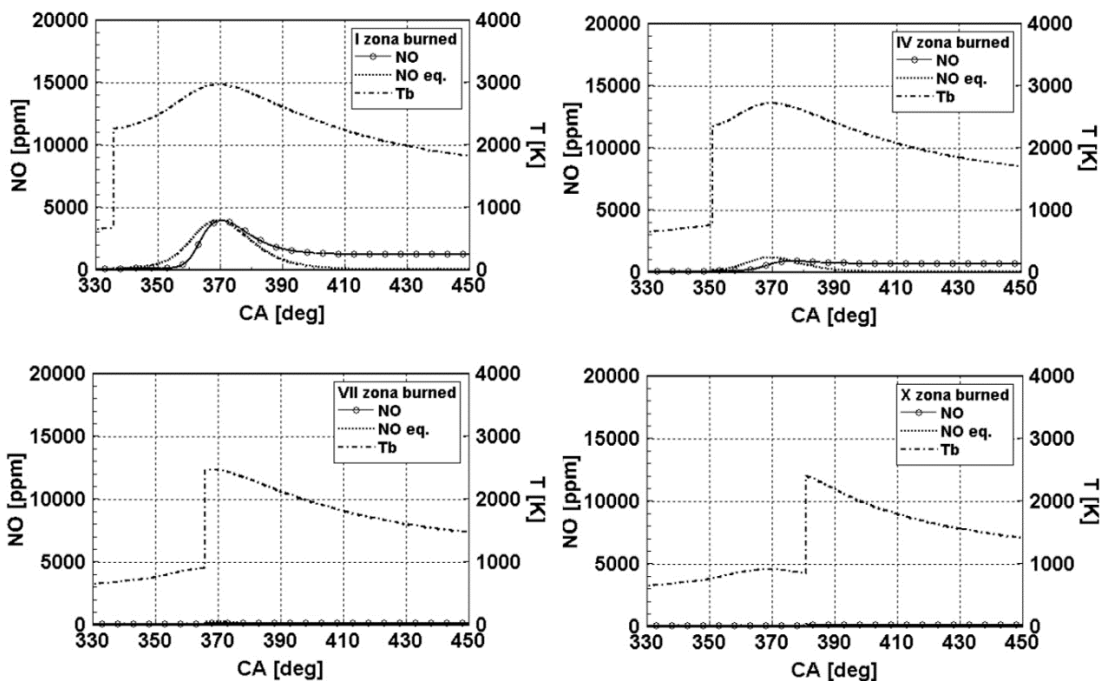 20000
15000
10000
5000
0
NO [ppm]
4000
3000
2000
1000
0
T [K]
I zona burned
NO
NO eq.
Tb
330 350 370 390 410 430 450
CA [deg]
20000
15000
10000
5000
0
NO [ppm]
4000
3000
2000
1000
0
T [K]
IV zona burned
NO
NO eq.
Tb
330 350 370 390 410 430 450
CA [deg]
20000
15000
10000
5000
0
NO [ppm]
4000
3000
2000
1000
0
T [K]
VII zona burned
NO
NO eq.
Tb
330 350 370 390 410 430 450
CA [deg]
20000
15000
10000
5000
0
NO [ppm]
4000
3000
2000
1000
0
T [K]
X zona burned
NO
NO eq.
Tb
330 350 370 390 410 430 450
CA [deg]